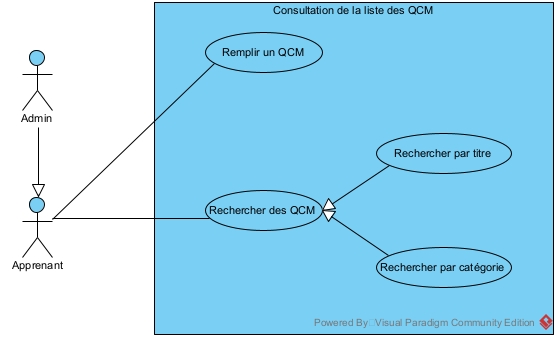 Consultation de la liste des QCM
Remplir un QCM
Admin
Rechercher par titre
Rechercher des QCM
Apprenant
Rechercher par catégorie
Powered By Visual Paradigm Community Edition